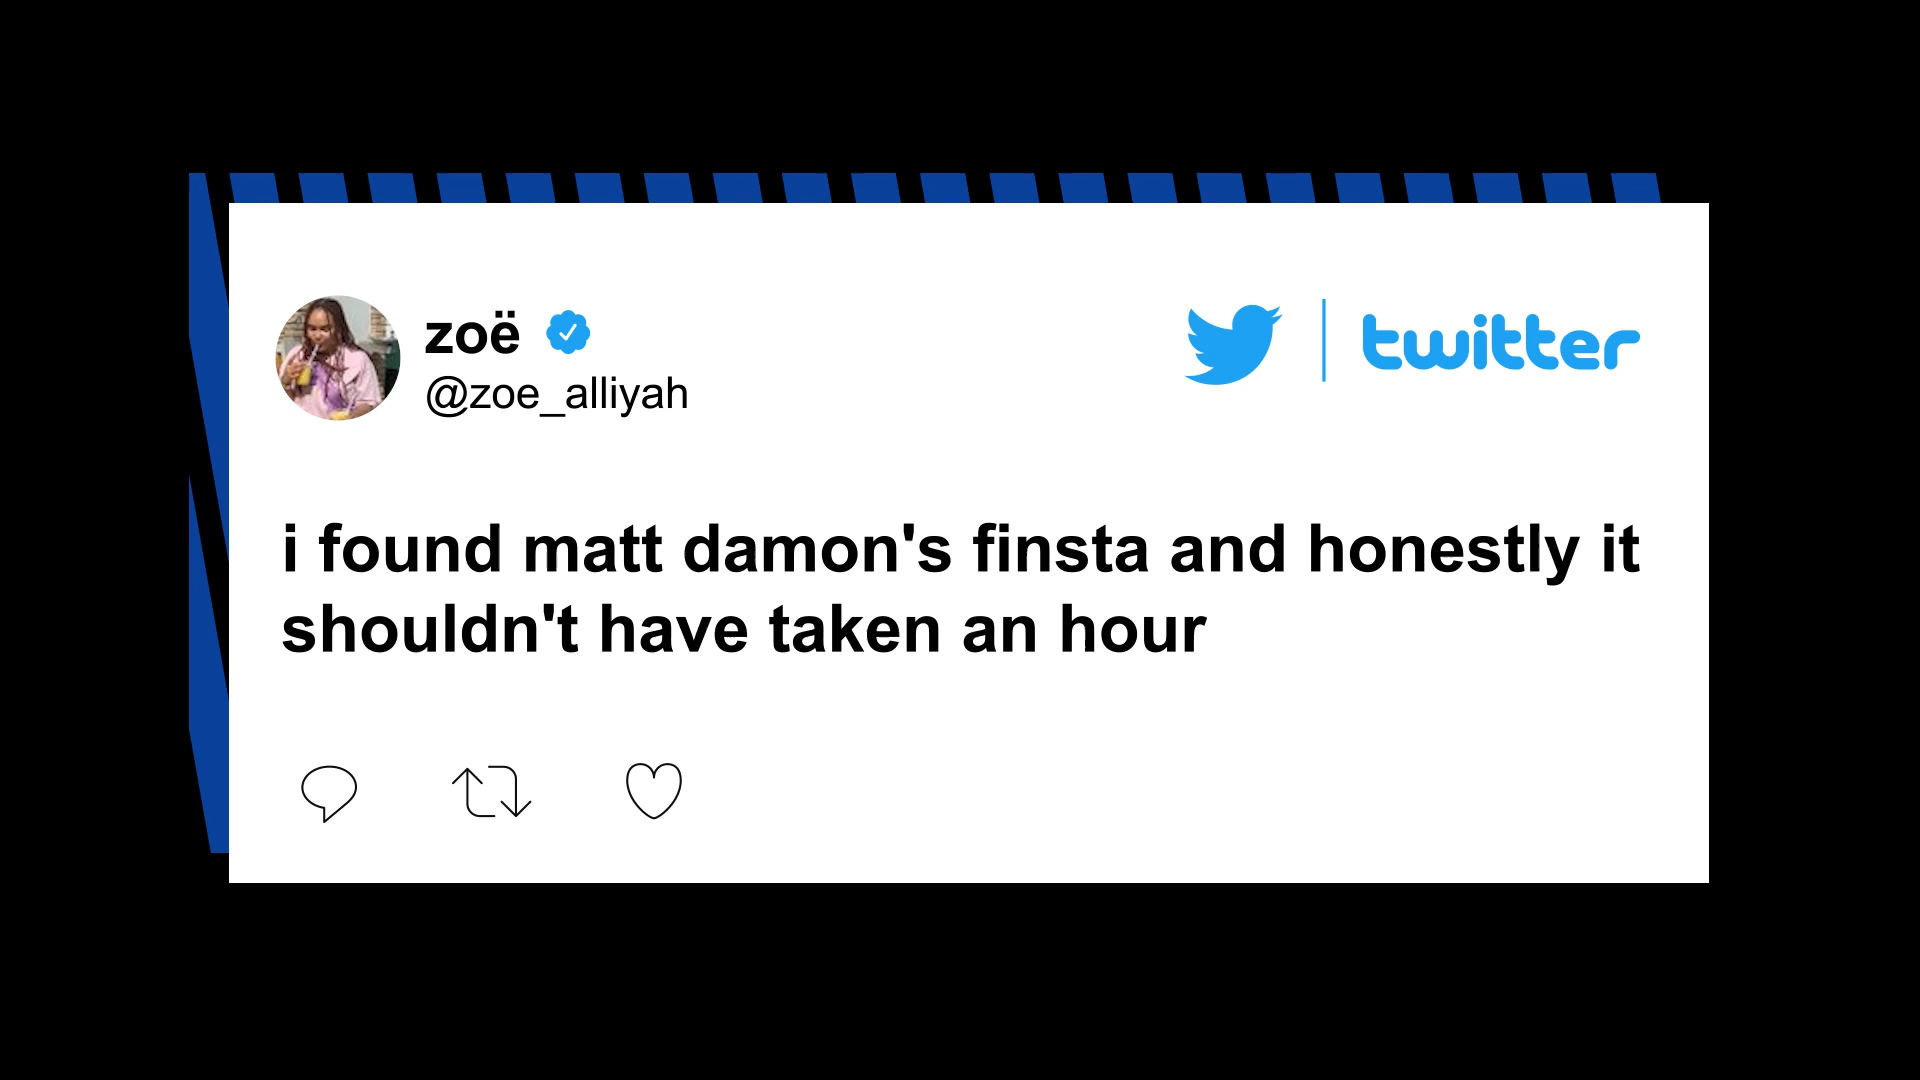 zoë
@zoe_alliyah
twitter
i found matt damon's finsta and honestly it
shouldn't have taken an hour